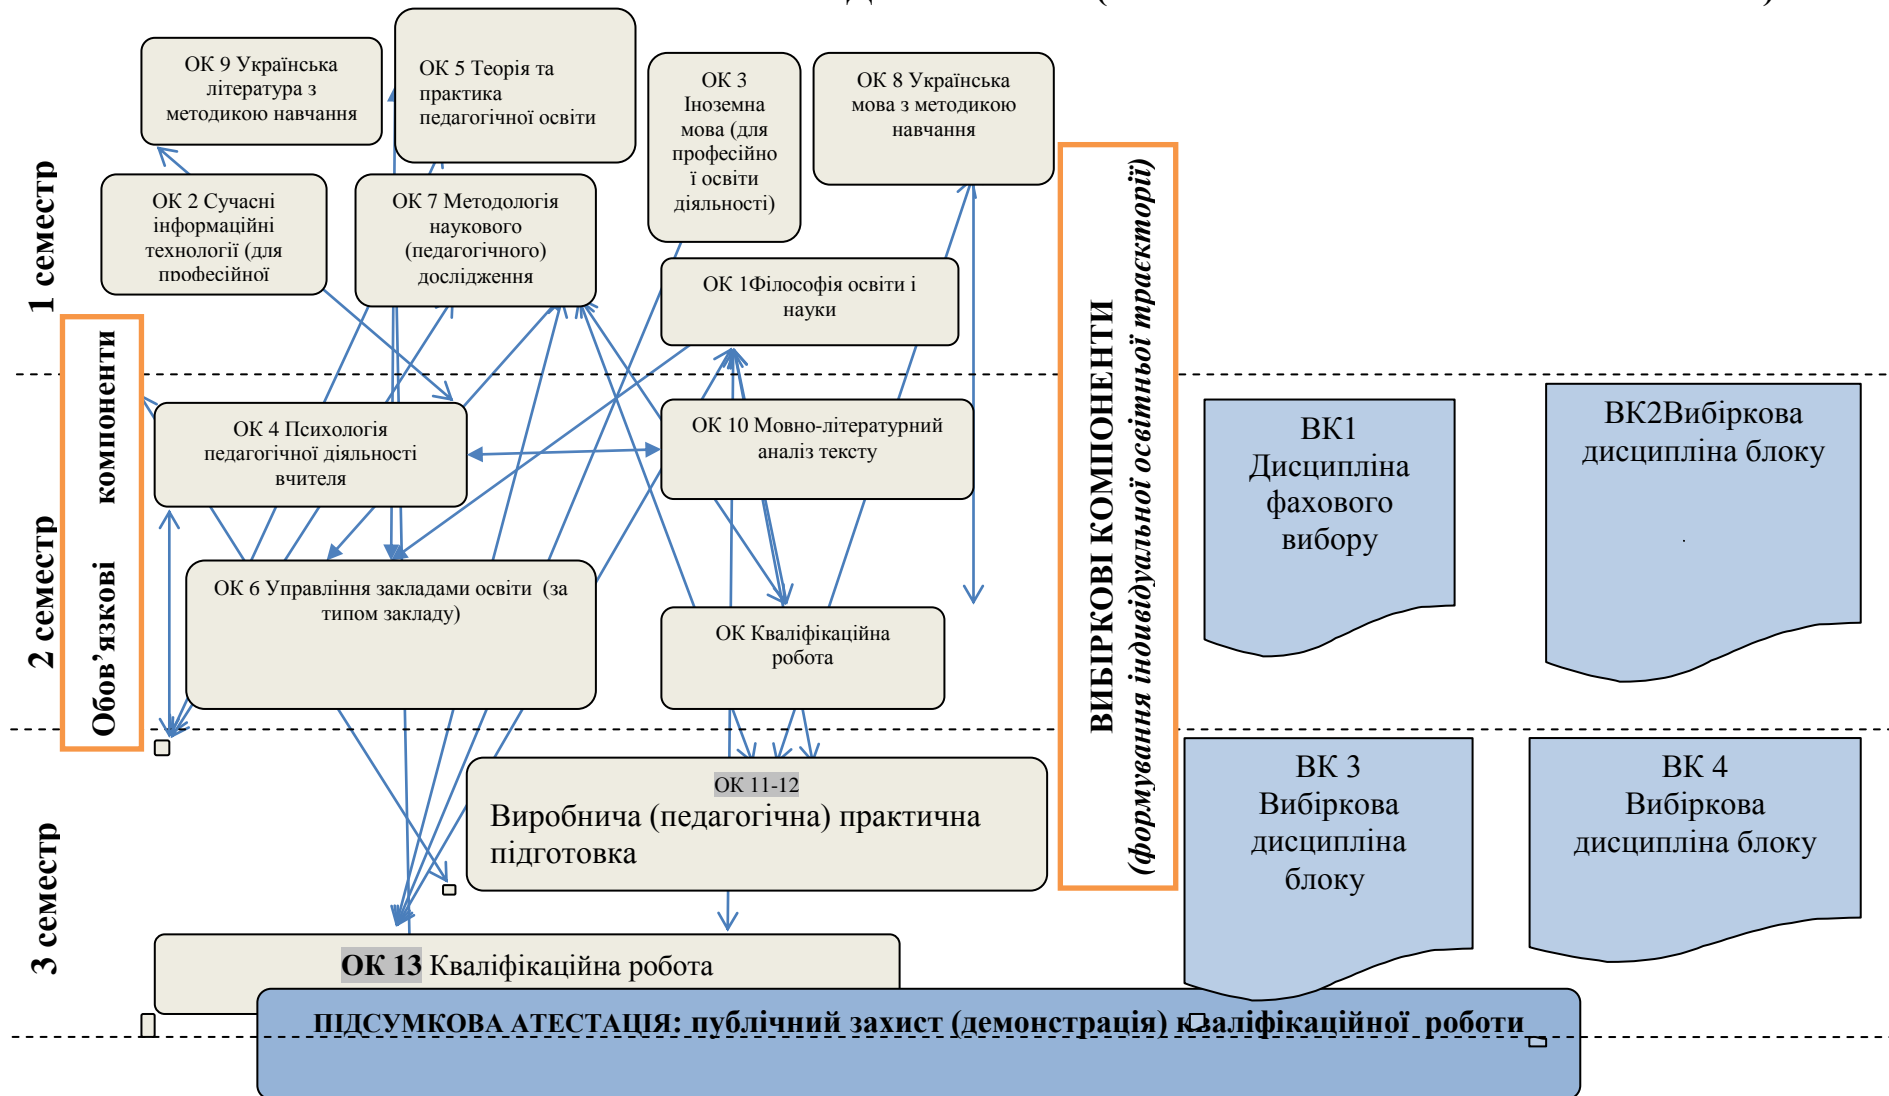 ОК 9 Українська
література з
методикою навчання
ОК 5 Теорія та
практика
педагогічної освіти
ОК 3
Іноземна
мова (для
професійно
ї освіти
діяльності)
ОК 8 Українська
мова з методикою
навчання
1 семестр
ОК 2 Сучасні
інформаційні
технології (для
професійної
ОК 7 Методологія
наукового
(педагогічного)
дослідження
ОК 1Філософія освіти і
науки
Обов’язкові компоненти
2 семестр
ОК 4 Психологія
педагогічної діяльності
вчителя
ОК 10 Мовно-літературний
аналіз тексту
ОК 6 Управління закладами освіти (за
типом закладу)
ОК Кваліфікаційна
робота
ВИБІРКОВІ КОМПОНЕНТИ
(формування індивідуальної освітньої траєкторії)
ВК1
Дисципліна
фахового
вибору
ВК2Вибіркова
дисципліна блоку
.
3 семестр
ОК 11-12
Виробнича (педагогічна) практична
підготовка
ВК 3
Вибіркова
дисципліна
блоку
ВК 4
Вибіркова
дисципліна блоку
ОК 13 Кваліфікаційна робота
ПІДСУМКОВА АТЕСТАЦІЯ: публічний захист (демонстрація) кваліфікаційної роботи